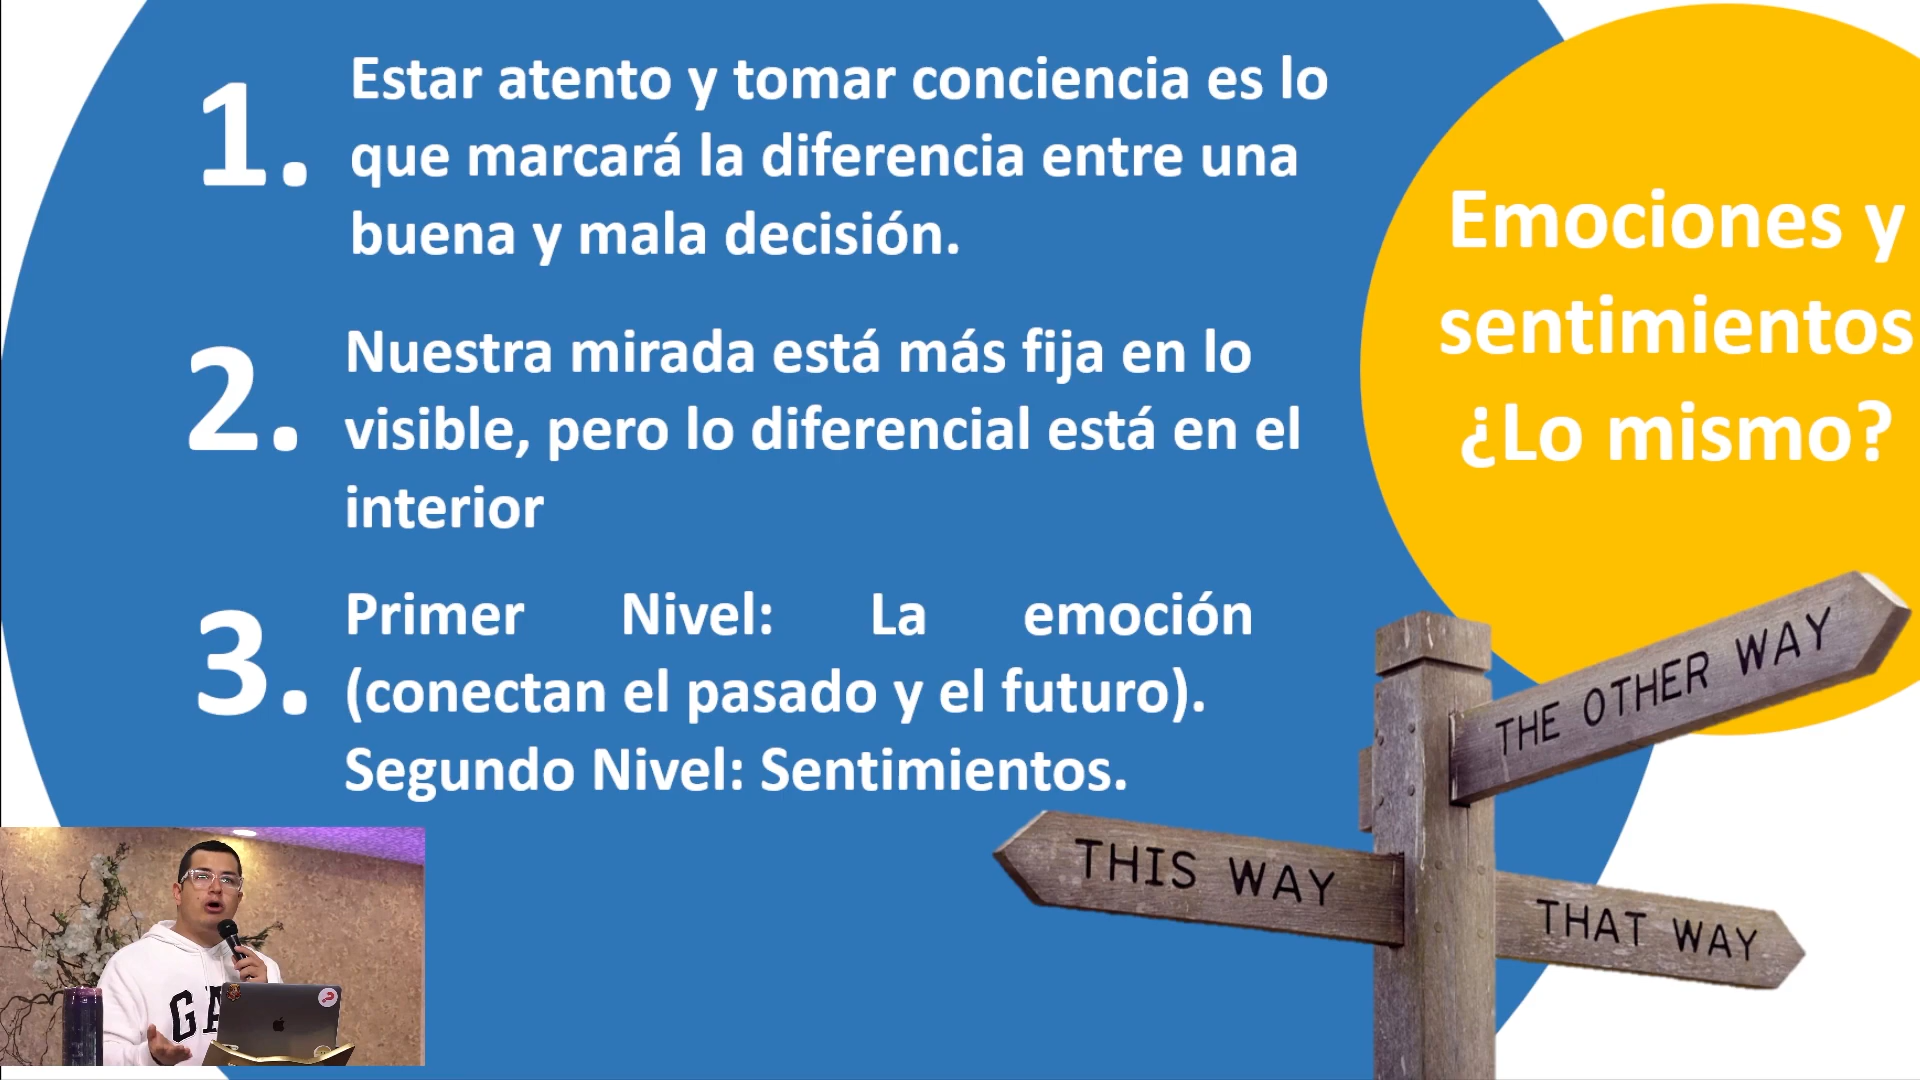 1. Estar atento y tomar conciencia es lo
que marcará la diferencia entre una
buena y mala decisión.
2. Nuestra mirada está más fija en lo
visible, pero lo diferencial está en el
interior
3. Primer Nivel: La emoción
(conectan el pasado y el futuro).
Segundo Nivel: Sentimientos.
Emociones y
sentimientos
¿Lo mismo?
THE OTHER WAY
THIS WAY
THAT WAY